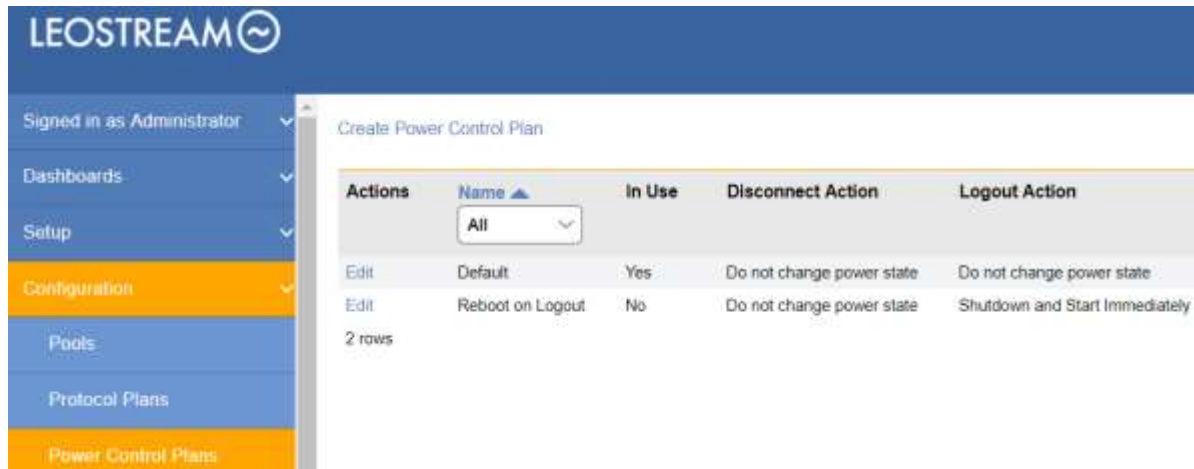 LEOSTREAM
Signed in as Administrator
Dashboards
Setup
Configuration
Pools
Protocol Plans
Power Control Plans
Create Power Control Plan
Actions Name In Use Disconnect Action Logout Action
All
Edit Default Yes Do not change power state Do not change power state
Edit Reboot on Logout No Do not change power state Shutdown and Start Immediately
2 rows